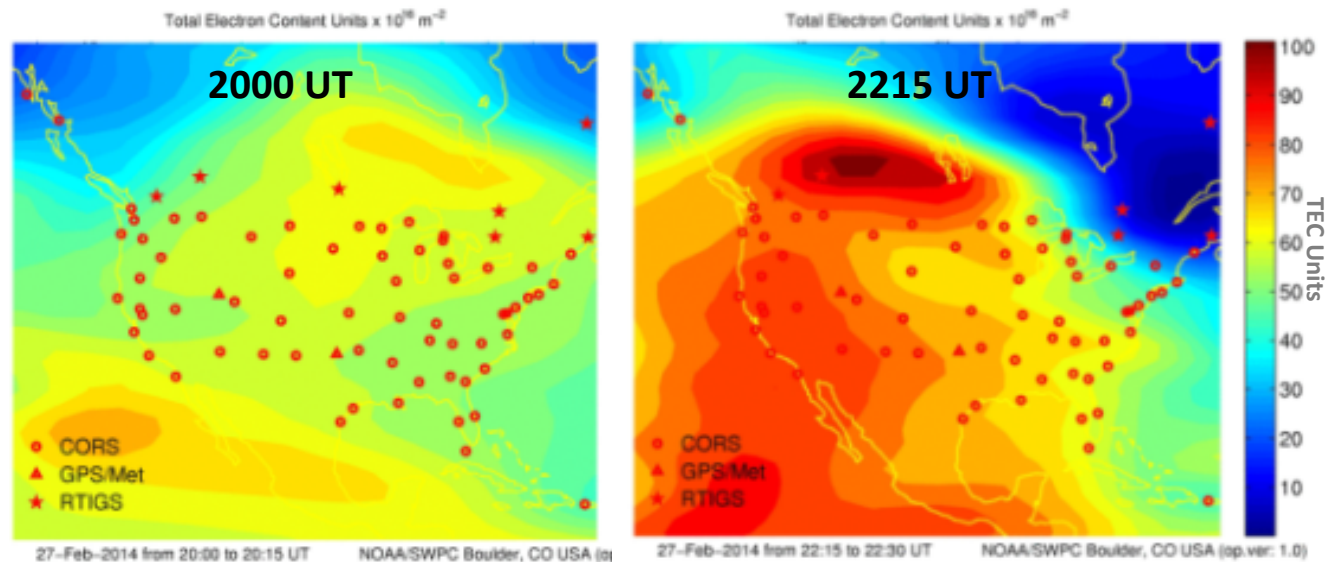 Total Electron Content Units x 10^16 m^-2
2000 UT
CORS
GPS/Met
RTIGS
27-Feb-2014 from 20:00 to 20:15 UT NOAA/SWPC Boulder, CO USA (op
Total Electron Content Units x 10^16 m^-2
2215 UT
CORS
GPS/Met
RTIGS
27-Feb-2014 from 22:15 to 22:30 UT NOAA/SWPC Boulder, CO USA (op.ver: 1.0)
100
90
80
70
60
50
40
30
20
10
TEC Units